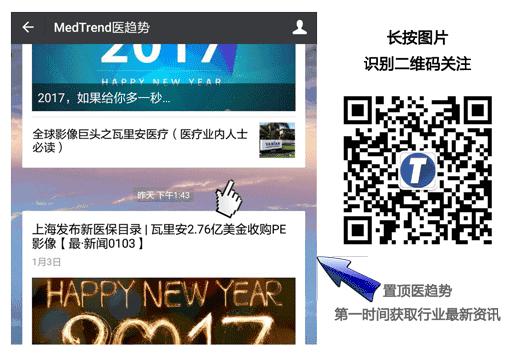 MedTrend医趋势
2017
HAPPY NEW YEAR
2017，如果给你多一秒...
全球影像巨头之瓦里安医疗（医疗业内人士
必读）
VARIAN
昨天 下午1:43
上海发布新医保目录 | 瓦里安2.76亿美金收购PE
影像【最·新闻0103】
1月3日
HAPPY NEW YEAR
2017
长按图片
识别二维码关注
T
置顶医趋势
第一时间获取行业最新资讯